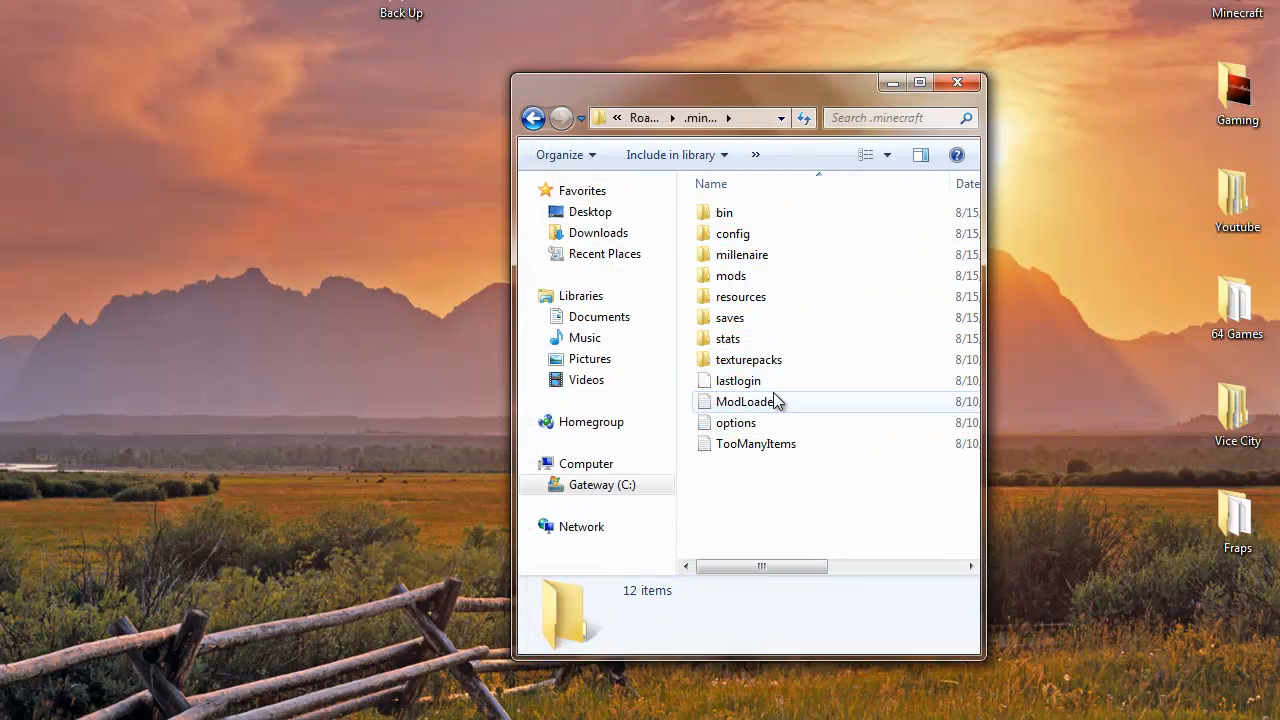 Back Up
Minecraft
Gaming
Youtube
64 Games
Vice City
Fraps
« Roa... .min...
Search .minecraft
Organize Include in library »
Name Date
Favorites
Desktop
Downloads
Recent Places
Libraries
Documents
Music
Pictures
Videos
Homegroup
Computer
Gateway (C:)
Network
bin 8/15,
config 8/15,
millenaire 8/15,
mods 8/15,
resources 8/15,
saves 8/15,
stats 8/15,
texturepacks 8/10,
lastlogin 8/10,
ModLoade 8/10,
options 8/10,
TooManyItems 8/10,
12 items